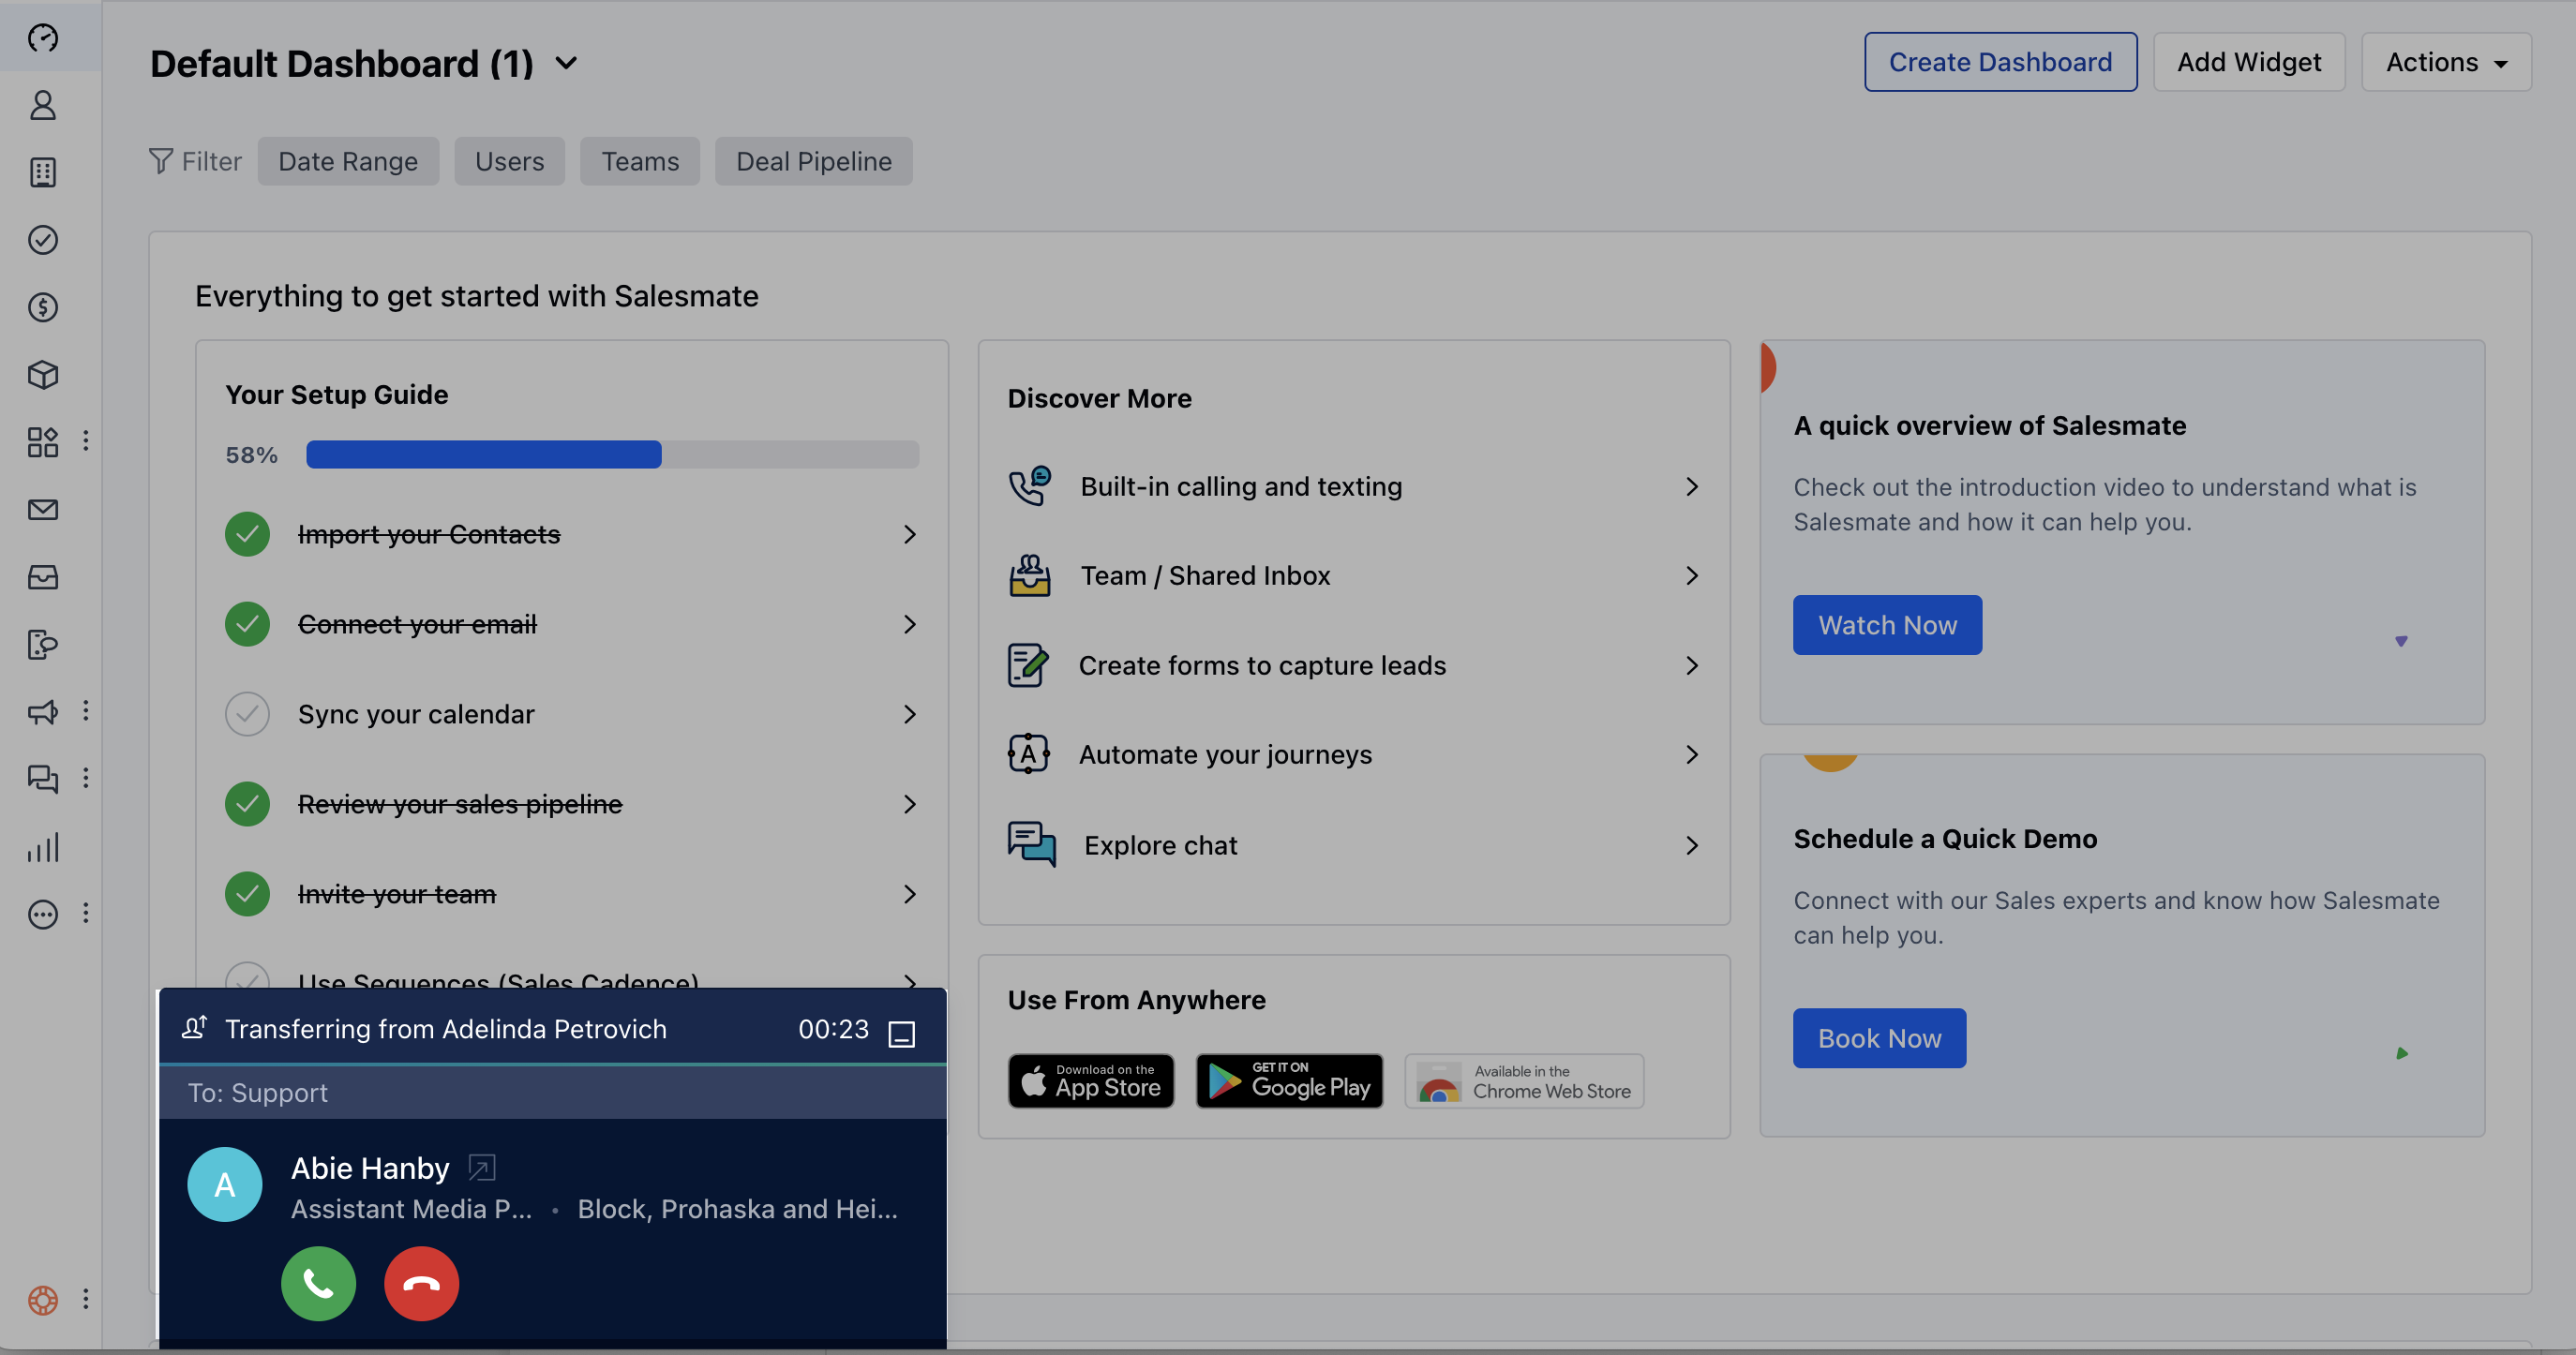 Default Dashboard (1)
Create Dashboard
Add Widget
Actions
Filter
Date Range
Users
Teams
Deal Pipeline
Everything to get started with Salesmate
Your Setup Guide
58%
Import your Contacts
Connect your email
Sync your calendar
Review your sales pipeline
Invite your team
Use Sequences (Sales Cadence)
Discover More
Built-in calling and texting
Team / Shared Inbox
Create forms to capture leads
A
Automate your journeys
Explore chat
Use From Anywhere
Download on the
App Store
GET IT ON
Google Play
Available in the
Chrome Web Store
A quick overview of Salesmate
Check out the introduction video to understand what is
Salesmate and how it can help you.
Watch Now
Schedule a Quick Demo
Connect with our Sales experts and know how Salesmate
can help you.
Book Now
Transferring from Adelinda Petrovich
00:23
To: Support
A
Abie Hanby
Assistant Media P... • Block, Prohaska and Hei...